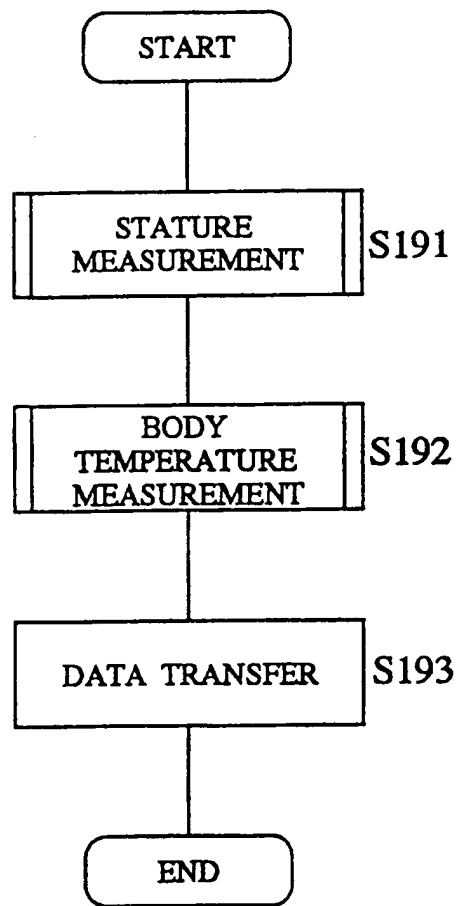 START
STATURE
MEASUREMENT
S191
BODY
TEMPERATURE
MEASUREMENT
S192
DATA TRANSFER
S193
END